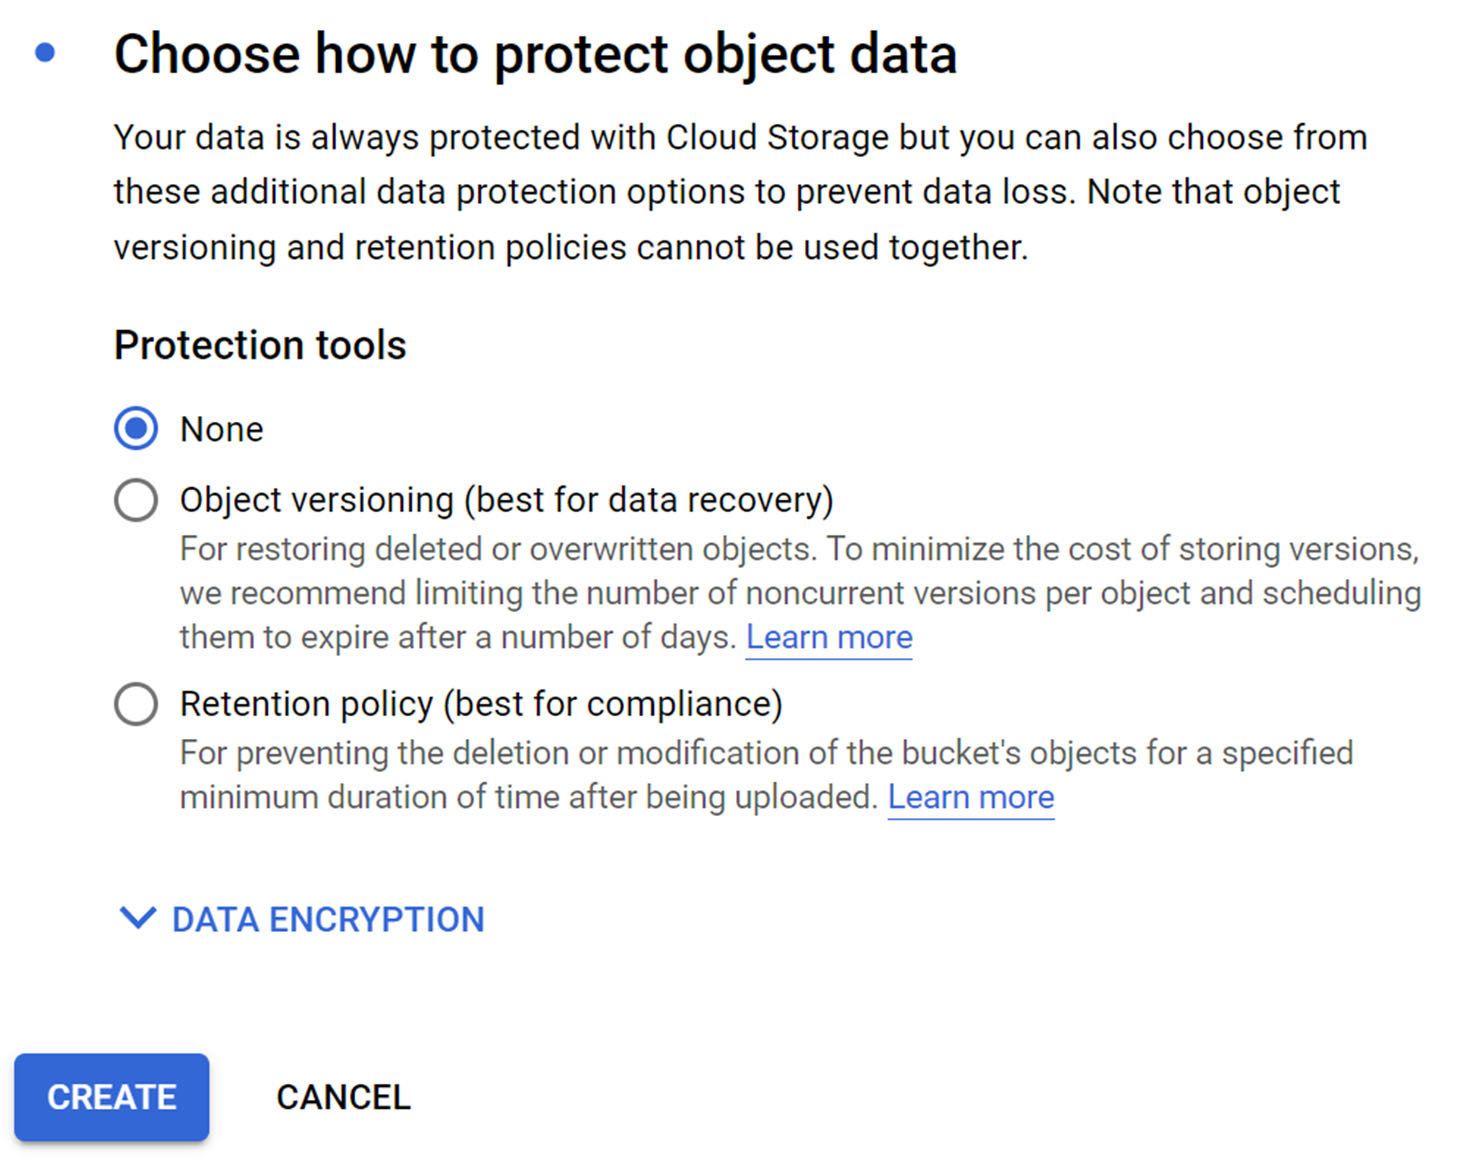 Choose how to protect object data
Your data is always protected with Cloud Storage but you can also choose from
these additional data protection options to prevent data loss. Note that object
versioning and retention policies cannot be used together.
Protection tools
None
Object versioning (best for data recovery)
For restoring deleted or overwritten objects. To minimize the cost of storing versions,
we recommend limiting the number of noncurrent versions per object and scheduling
them to expire after a number of days. Learn more
Retention policy (best for compliance)
For preventing the deletion or modification of the bucket's objects for a specified
minimum duration of time after being uploaded. Learn more
DATA ENCRYPTION
CREATE CANCEL